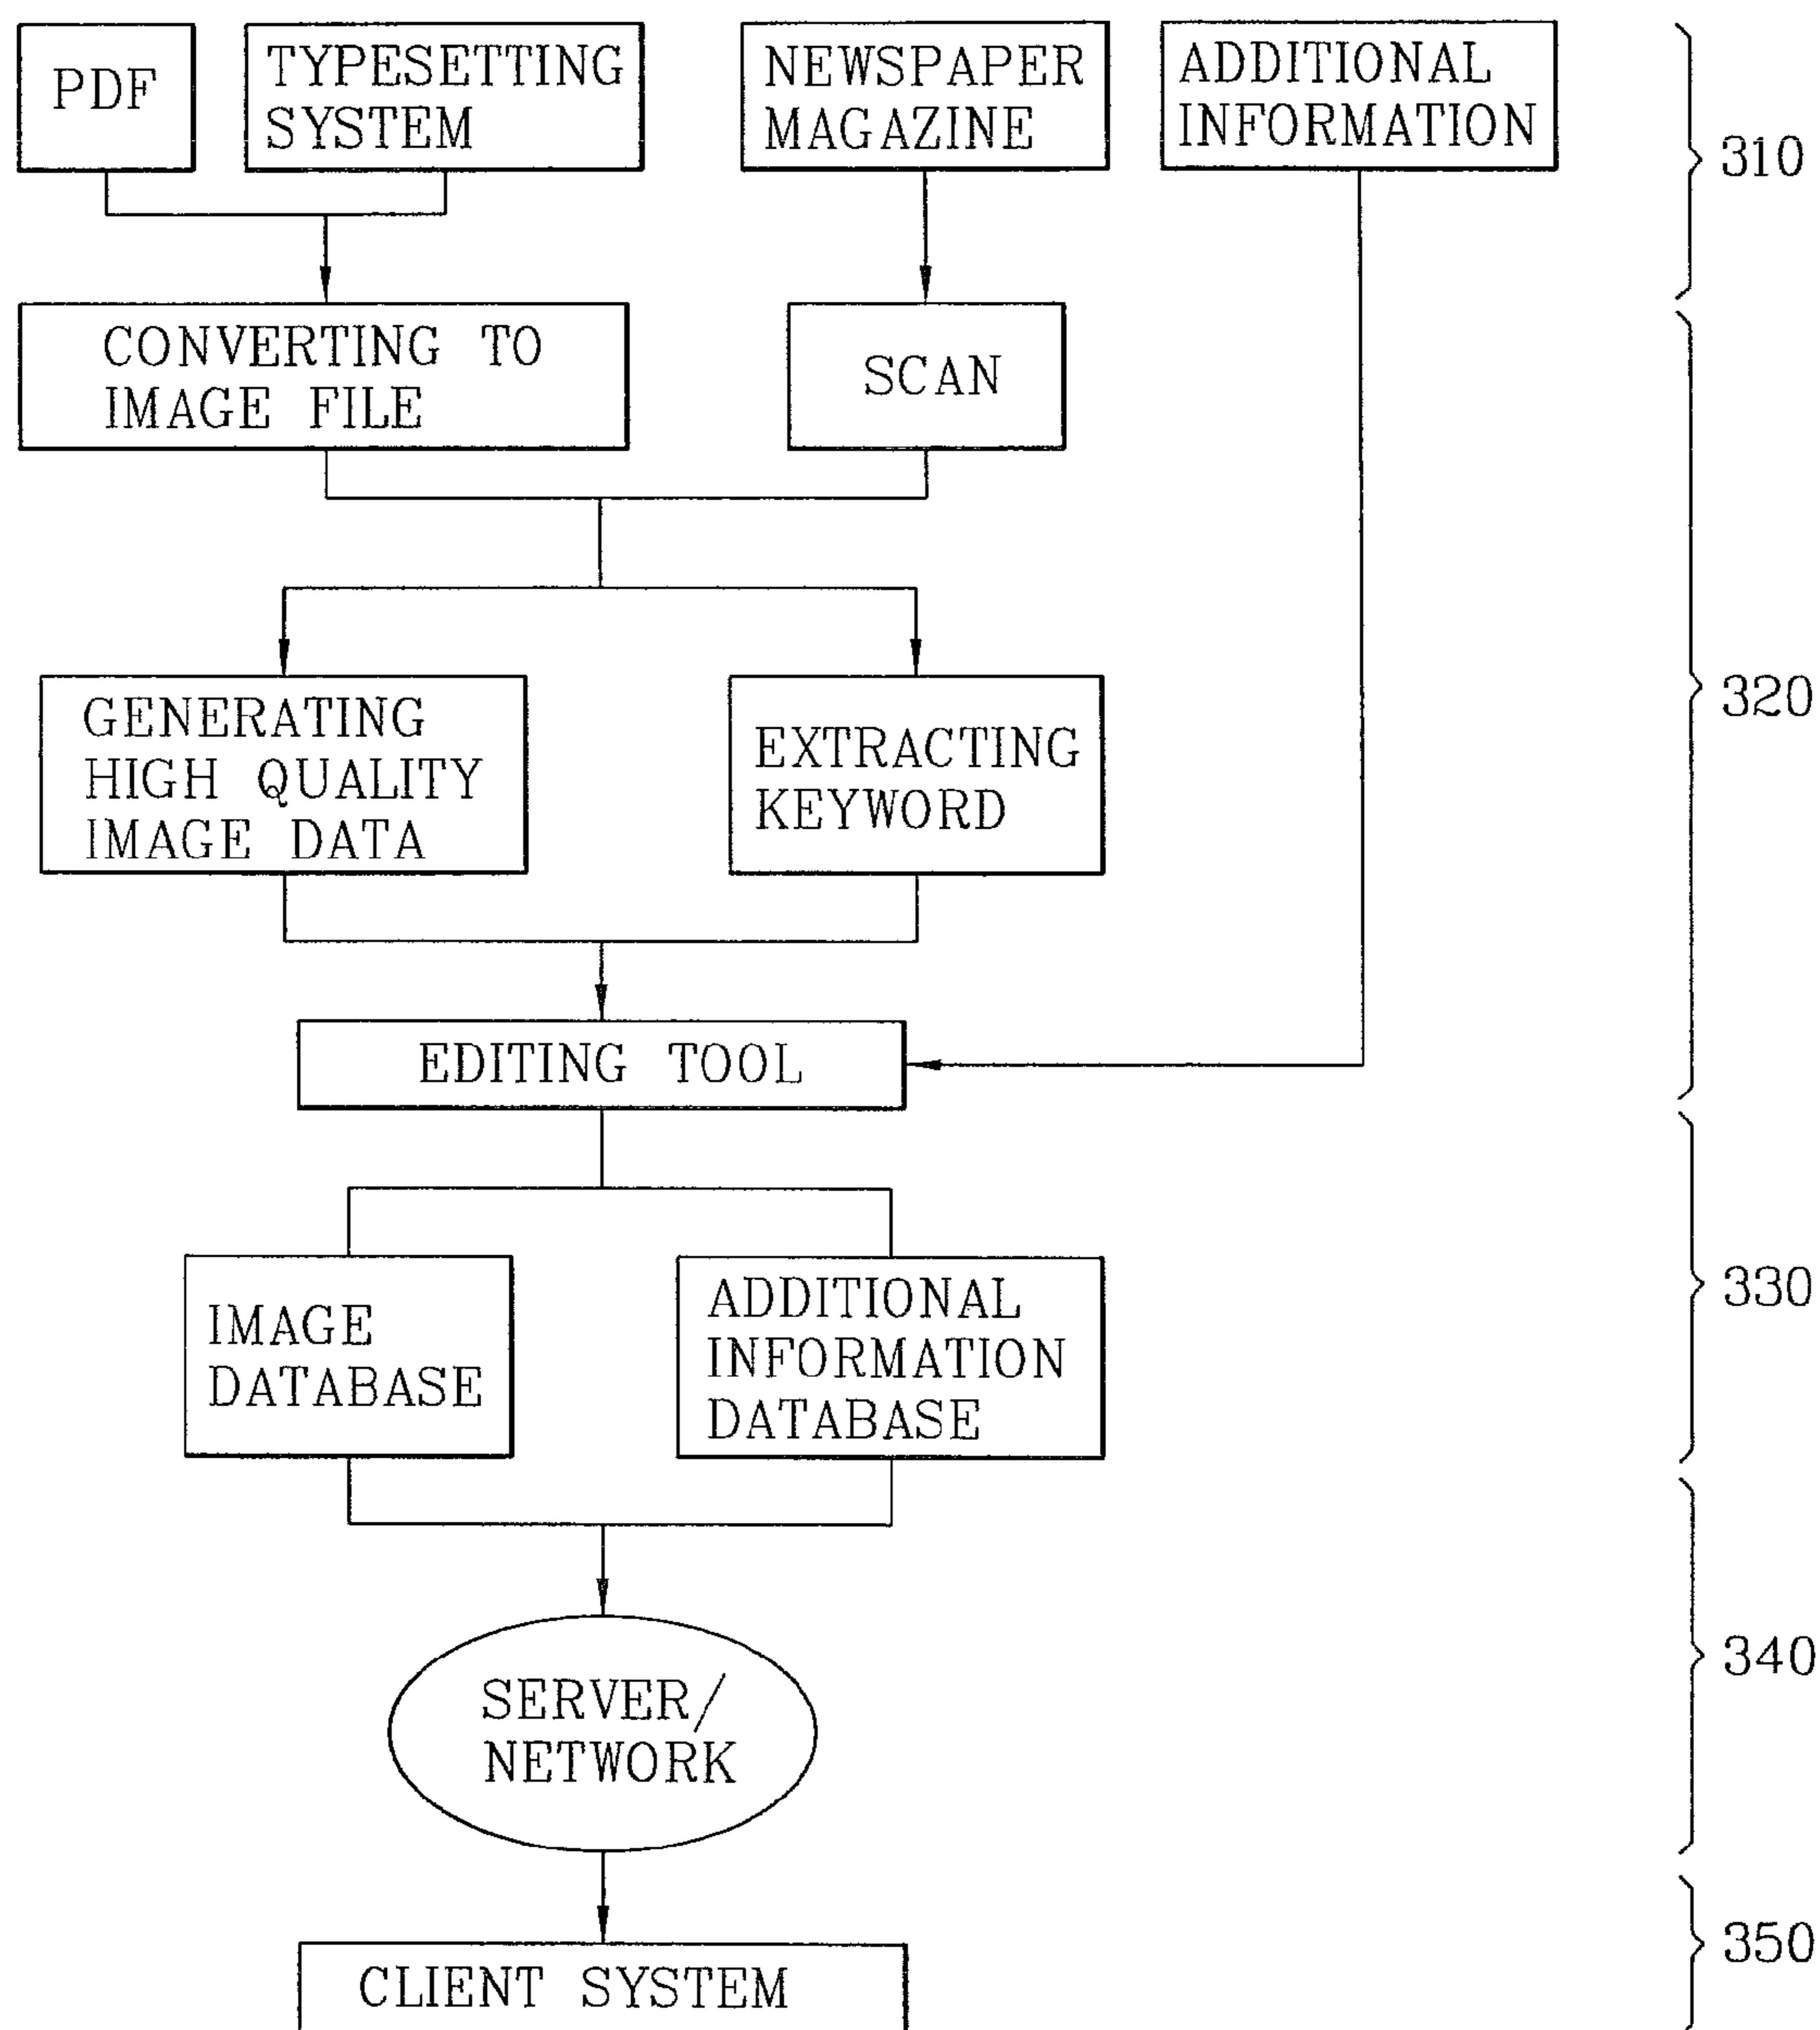 PDF
TYPESETTING
SYSTEM
NEWSPAPER
MAGAZINE
ADDITIONAL
INFORMATION
310
CONVERTING TO
IMAGE FILE
SCAN
320
GENERATING
HIGH QUALITY
IMAGE DATA
EXTRACTING
KEYWORD
EDITING TOOL
330
IMAGE
DATABASE
ADDITIONAL
INFORMATION
DATABASE
340
SERVER/
NETWORK
350
CLIENT SYSTEM